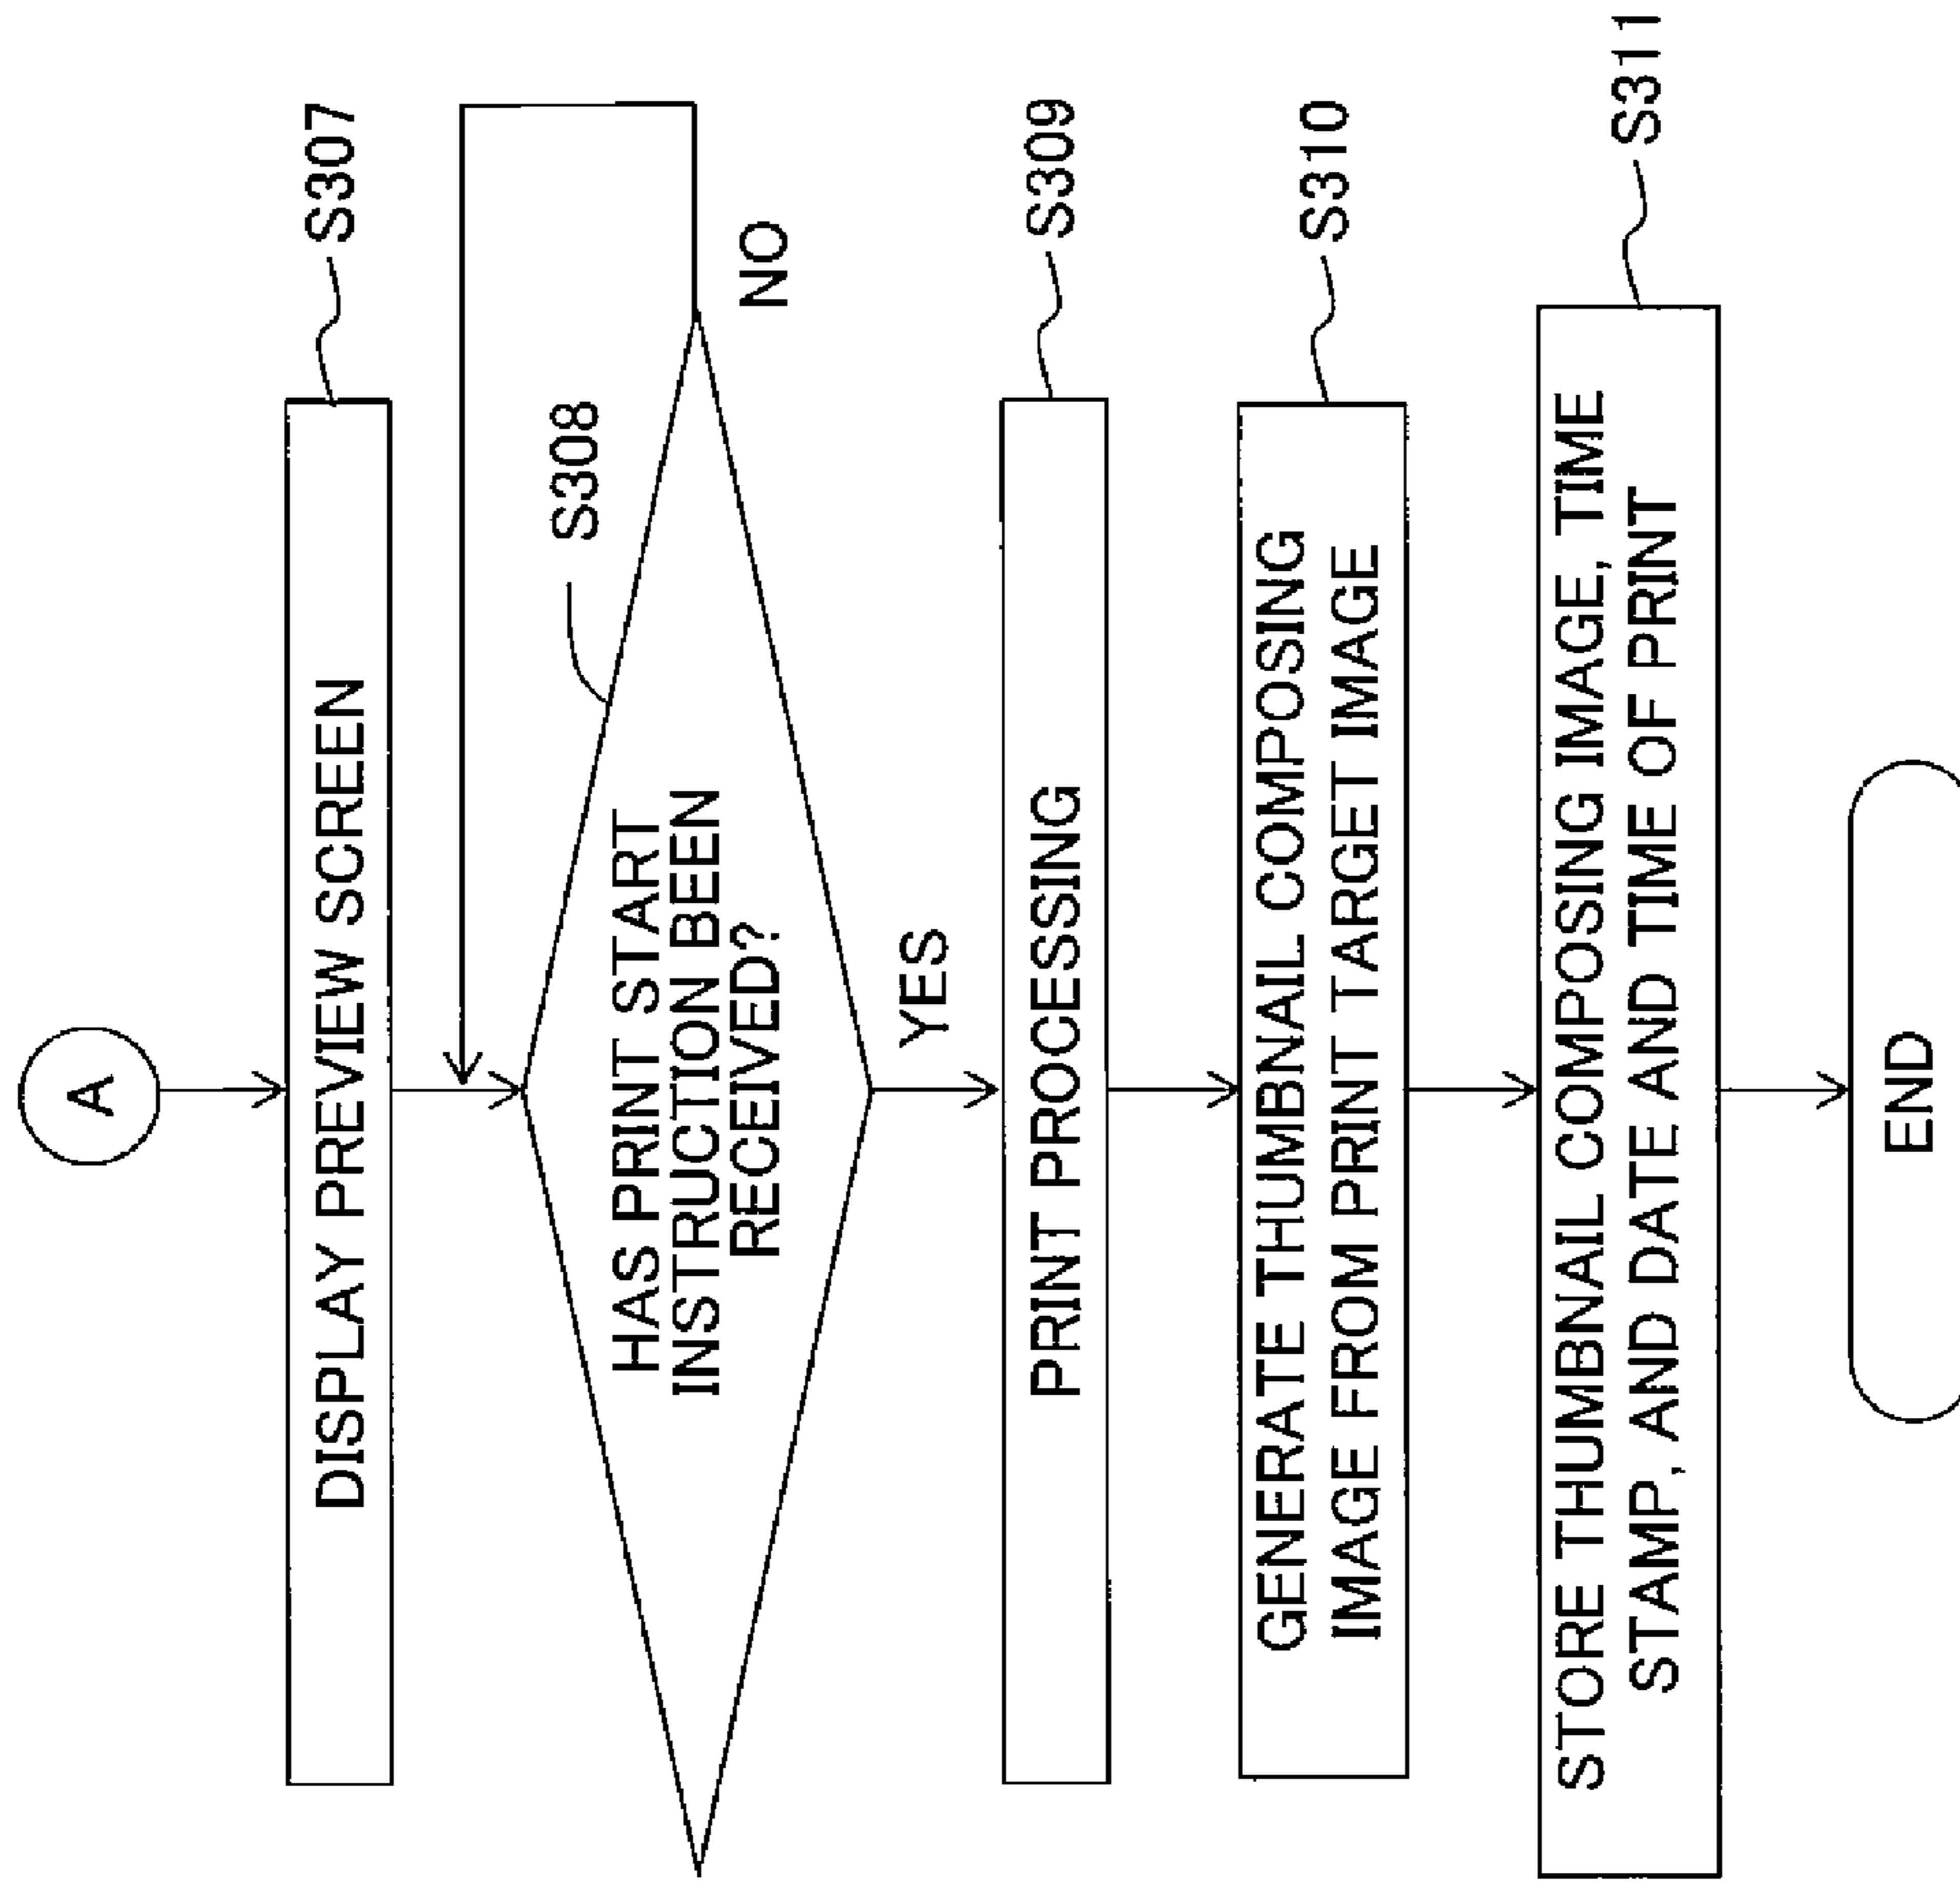 A
DISPLAY PREVIEW SCREEN
S307
S308
HAS PRINT START
INSTRUCTION BEEN
RECEIVED?
NO
YES
PRINT PROCESSING
S309
GENERATE THUMBNAIL COMPOSING
IMAGE FROM PRINT TARGET IMAGE
S310
STORE THUMBNAIL COMPOSING IMAGE, TIME
STAMP, AND DATE AND TIME OF PRINT
S311
END